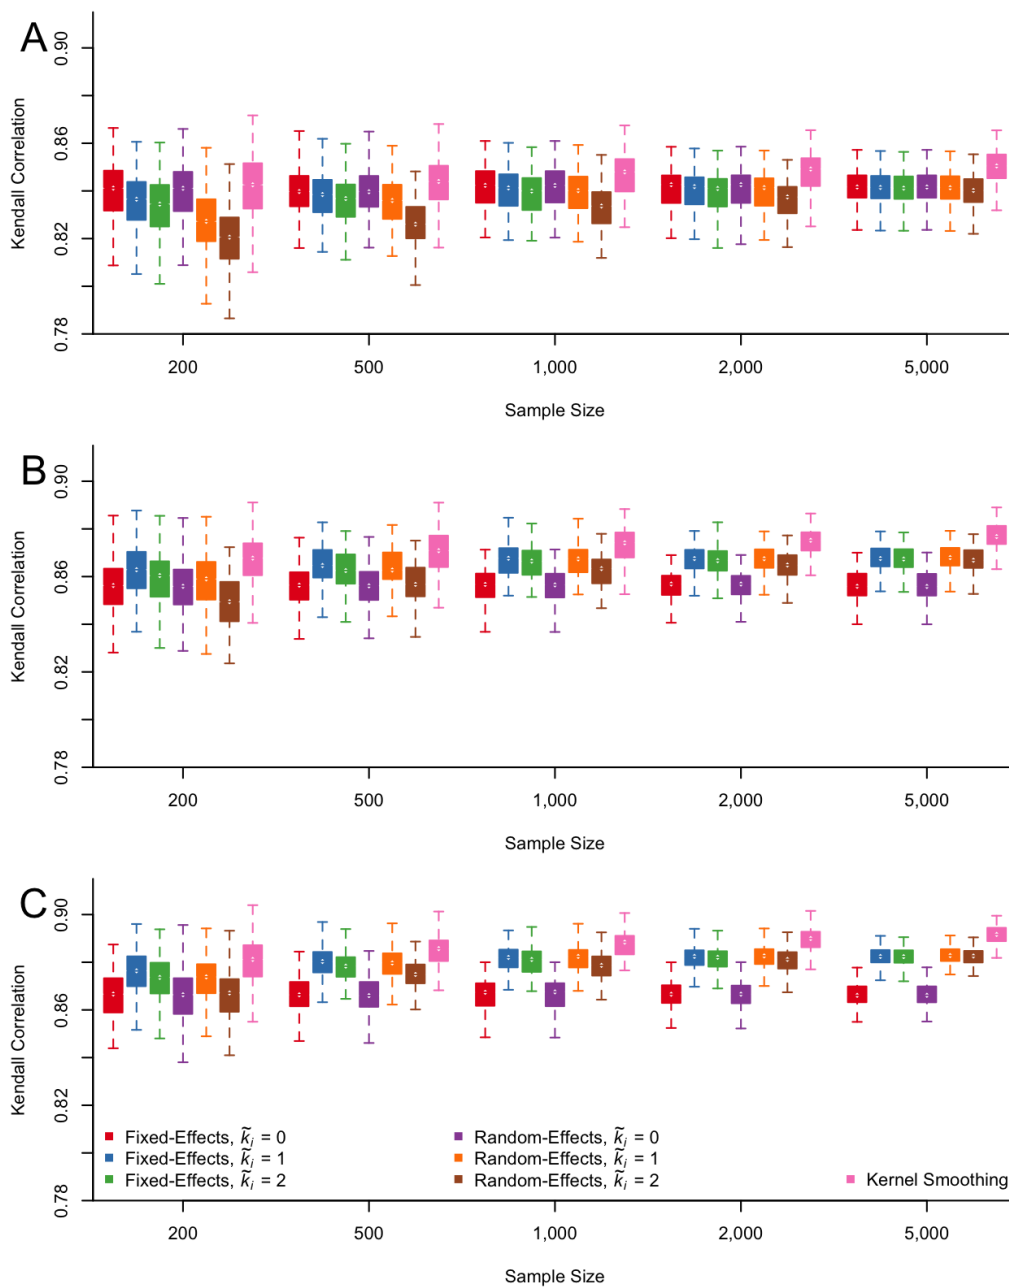 A
Kendall Correlation
0.90
0.86
0.82
0.78
200 500 1,000 2,000 5,000
Sample Size
B
Kendall Correlation
0.90
0.86
0.82
0.78
200 500 1,000 2,000 5,000
Sample Size
C
Kendall Correlation
0.90
0.86
0.82
0.78
Fixed-Effects, k̃ᵢ = 0 Random-Effects, k̃ᵢ = 0
Fixed-Effects, k̃ᵢ = 1 Random-Effects, k̃ᵢ = 1
Fixed-Effects, k̃ᵢ = 2 Random-Effects, k̃ᵢ = 2 Kernel Smoothing
200 500 1,000 2,000 5,000
Sample Size